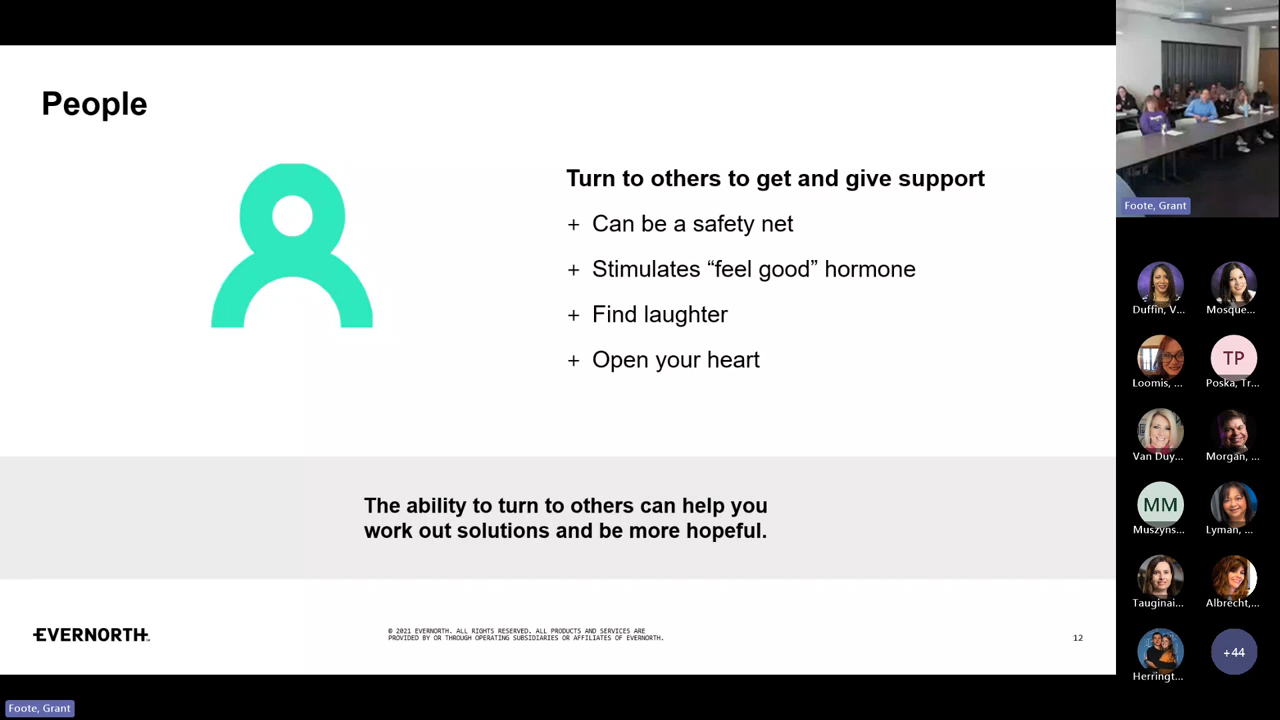 People
Turn to others to get and give support
+ Can be a safety net
+ Stimulates “feel good” hormone
+ Find laughter
+ Open your heart
The ability to turn to others can help you
work out solutions and be more hopeful.
EVERNORTH
© 2021 EVERNORTH. ALL RIGHTS RESERVED. ALL PRODUCTS AND SERVICES ARE
PROVIDED BY OR THROUGH OPERATING SUBSIDIARIES OR AFFILIATES OF EVERNORTH.
12
Foote, Grant
Foote, Grant
Duffin, V...
Mosque...
Loomis, ...
TP
Poska, Tr...
Van Duy...
Morgan, ...
MM
Muszyns...
Lyman, ...
Tauginai...
Albrecht,...
Herringt...
+44